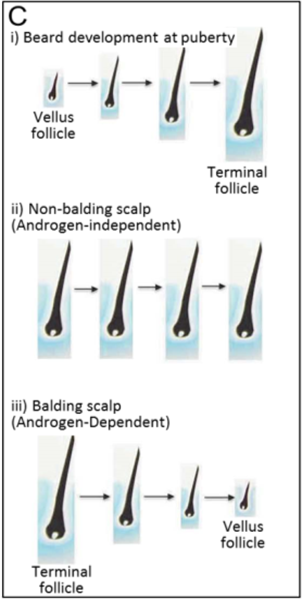 C
i) Beard development at puberty
Vellus
follicle
Terminal
follicle
ii) Non-balding scalp
(Androgen-independent)
iii) Balding scalp
(Androgen-Dependent)
Terminal
follicle
Vellus
follicle